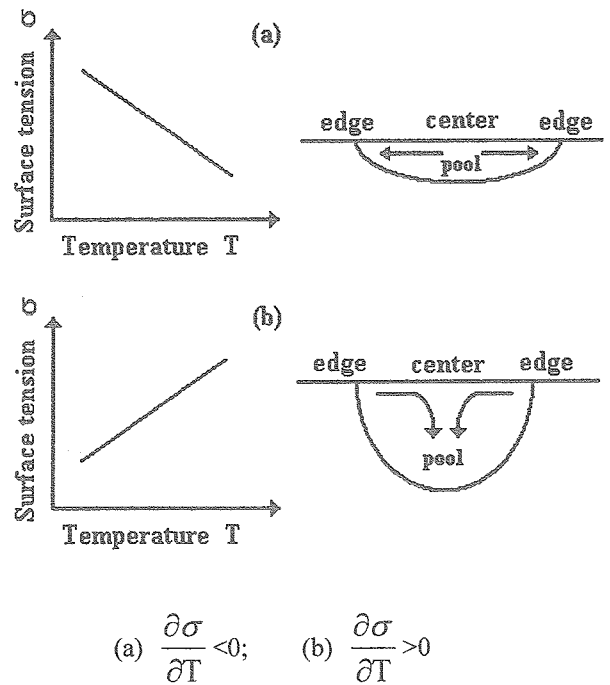 (a)
Surface tension σ
Temperature T
edge center edge
pool
(b)
Surface tension σ
Temperature T
edge center edge
pool
(a) ∂σ/∂T <0; (b) ∂σ/∂T >0